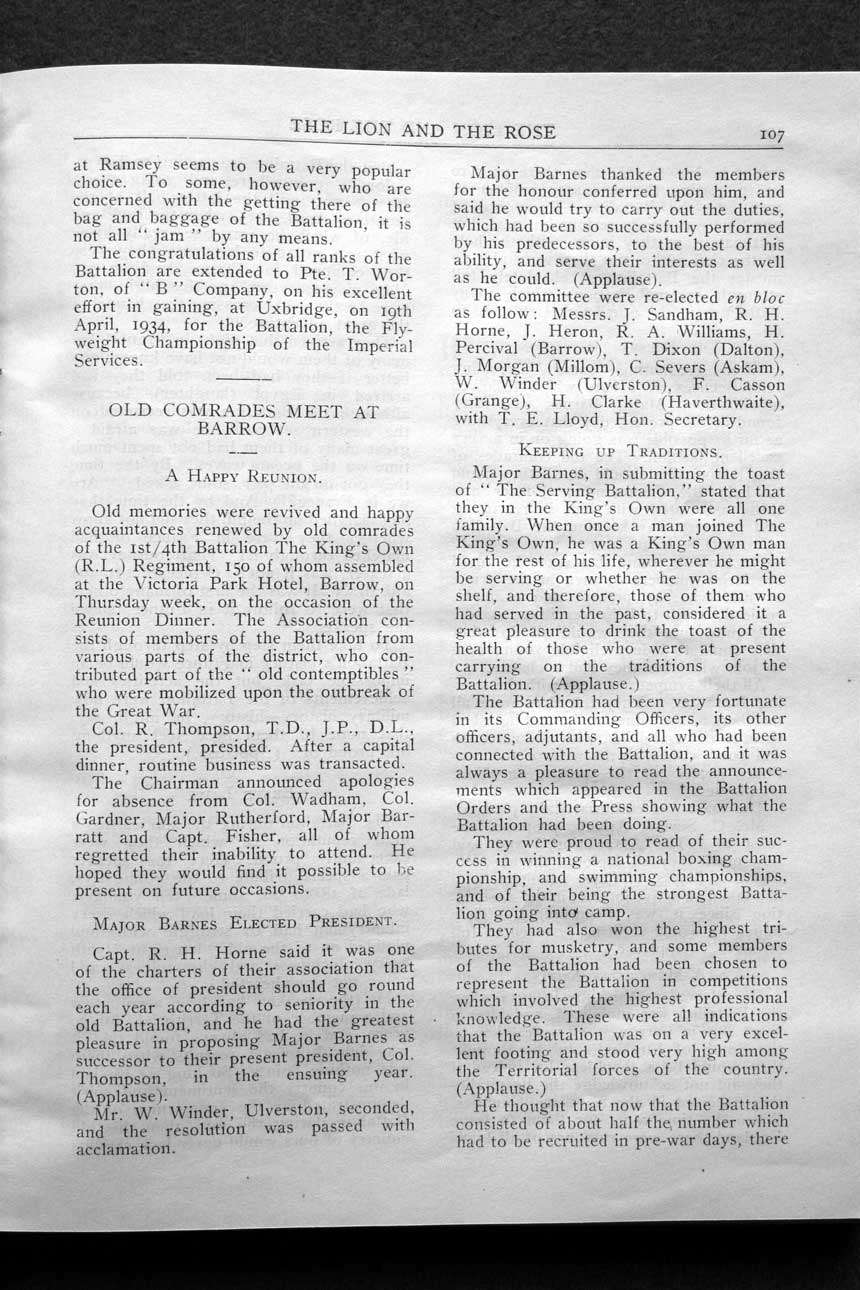 THE LION AND THE ROSE 107
at Ramsey seems to be a very popular
choice. To some, however, who are
concerned with the getting there of the
bag and baggage of the Battalion, it is
not all “ jam ” by any means.
The congratulations of all ranks of the
Battalion are extended to Pte. T. Wor-
ton, of “ B ” Company, on his excellent
effort in gaining, at Uxbridge, on 19th
April, 1934, for the Battalion, the Fly-
weight Championship of the Imperial
Services.
OLD COMRADES MEET AT
BARROW.
A Happy Reunion.
Old memories were revived and happy
acquaintances renewed by old comrades
of the 1st/4th Battalion The King's Own
(R.L.) Regiment, 150 of whom assembled
at the Victoria Park Hotel, Barrow, on
Thursday week, on the occasion of the
Reunion Dinner. The Association con-
sists of members of the Battalion from
various parts of the district, who con-
tributed part of the “ old contemptibles ”
who were mobilized upon the outbreak of
the Great War.
Col. R. Thompson, T.D., J.P., D.L.,
the president, presided. After a capital
dinner, routine business was transacted.
The Chairman announced apologies
for absence from Col. Wadham, Col.
Gardner, Major Rutherford, Major Bar-
ratt and Capt. Fisher, all of whom
regretted their inability to attend. He
hoped they would find it possible to be
present on future occasions.
Major Barnes Elected President.
Capt. R. H. Horne said it was one
of the charters of their association that
the office of president should go round
each year according to seniority in the
old Battalion, and he had the greatest
pleasure in proposing Major Barnes as
successor to their present president, Col.
Thompson, in the ensuing year.
(Applause).
Mr. W. Winder, Ulverston, seconded,
and the resolution was passed with
acclamation.
Major Barnes thanked the members
for the honour conferred upon him, and
said he would try to carry out the duties,
which had been so successfully performed
by his predecessors, to the best of his
ability, and serve their interests as well
as he could. (Applause).
The committee were re-elected en bloc
as follow: Messrs. J. Sandham, R. H.
Horne, J. Heron, R. A. Williams, H.
Percival (Barrow), T. Dixon (Dalton),
J. Morgan (Millom), C. Severs (Askam),
W. Winder (Ulverston), F. Casson
(Grange), H. Clarke (Haverthwaite),
with T. E. Lloyd, Hon. Secretary.
Keeping up Traditions.
Major Barnes, in submitting the toast
of “ The Serving Battalion,” stated that
they in the King's Own were all one
family. When once a man joined The
King's Own, he was a King's Own man
for the rest of his life, wherever he might
be serving or whether he was on the
shelf, and therefore, those of them who
had served in the past, considered it a
great pleasure to drink the toast of the
health of those who were at present
carrying on the traditions of the
Battalion. (Applause.)
The Battalion had been very fortunate
in its Commanding Officers, its other
officers, adjutants, and all who had been
connected with the Battalion, and it was
always a pleasure to read the announce-
ments which appeared in the Battalion
Orders and the Press showing what the
Battalion had been doing.
They were proud to read of their suc-
cess in winning a national boxing cham-
pionship, and swimming championships,
and of their being the strongest Batta-
lion going into camp.
They had also won the highest tri-
butes for musketry, and some members
of the Battalion had been chosen to
represent the Battalion in competitions
which involved the highest professional
knowledge. These were all indications
that the Battalion was on a very excel-
lent footing and stood very high among
the Territorial forces of the country.
(Applause.)
He thought that now that the Battalion
consisted of about half the, number which
had to be recruited in pre-war days, there